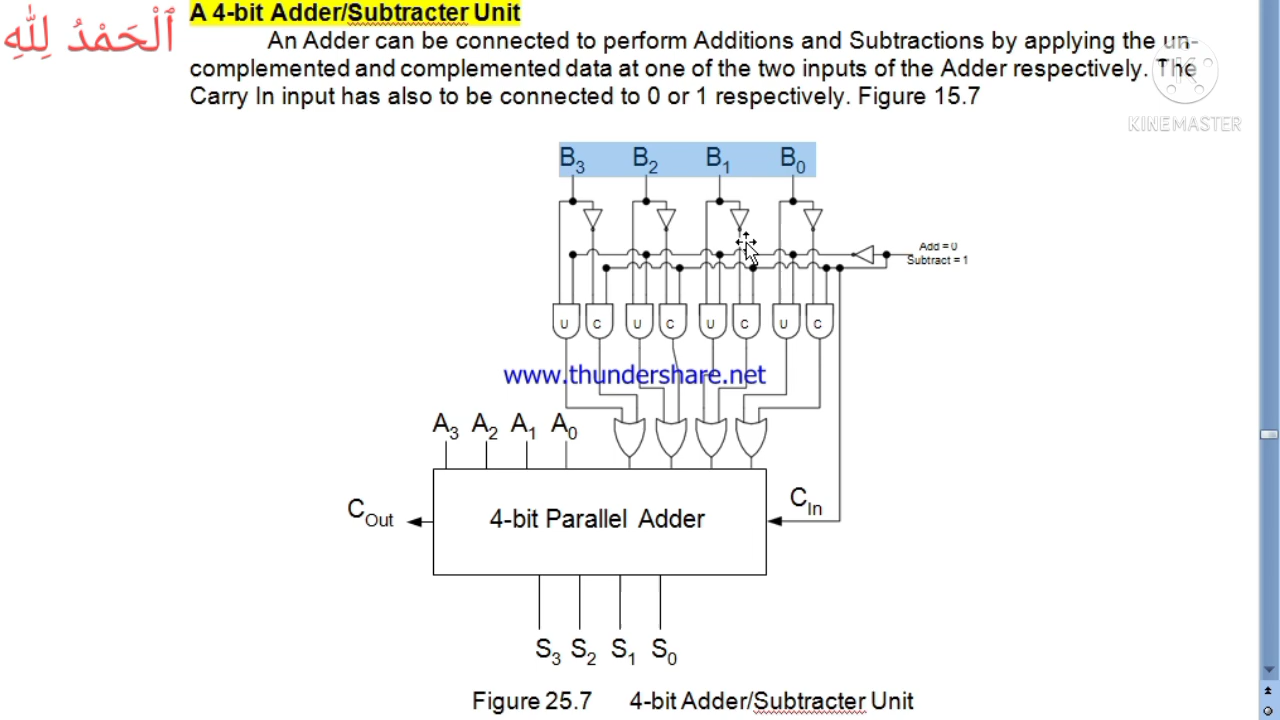 A 4-bit Adder/Subtracter Unit
ٱلْحَمْدُ لِلَّٰهِ
An Adder can be connected to perform Additions and Subtractions by applying the un-
complemented and complemented data at one of the two inputs of the Adder respectively. The
Carry In input has also to be connected to 0 or 1 respectively. Figure 15.7
KINEMASTER
B3 B2 B1 B0
Add = 0
Subtract = 1
U C U C U C U C
www.thundershare.net
A3 A2 A1 A0
COut
4-bit Parallel Adder
CIn
S3 S2 S1 S0
Figure 25.7 4-bit Adder/Subtracter Unit